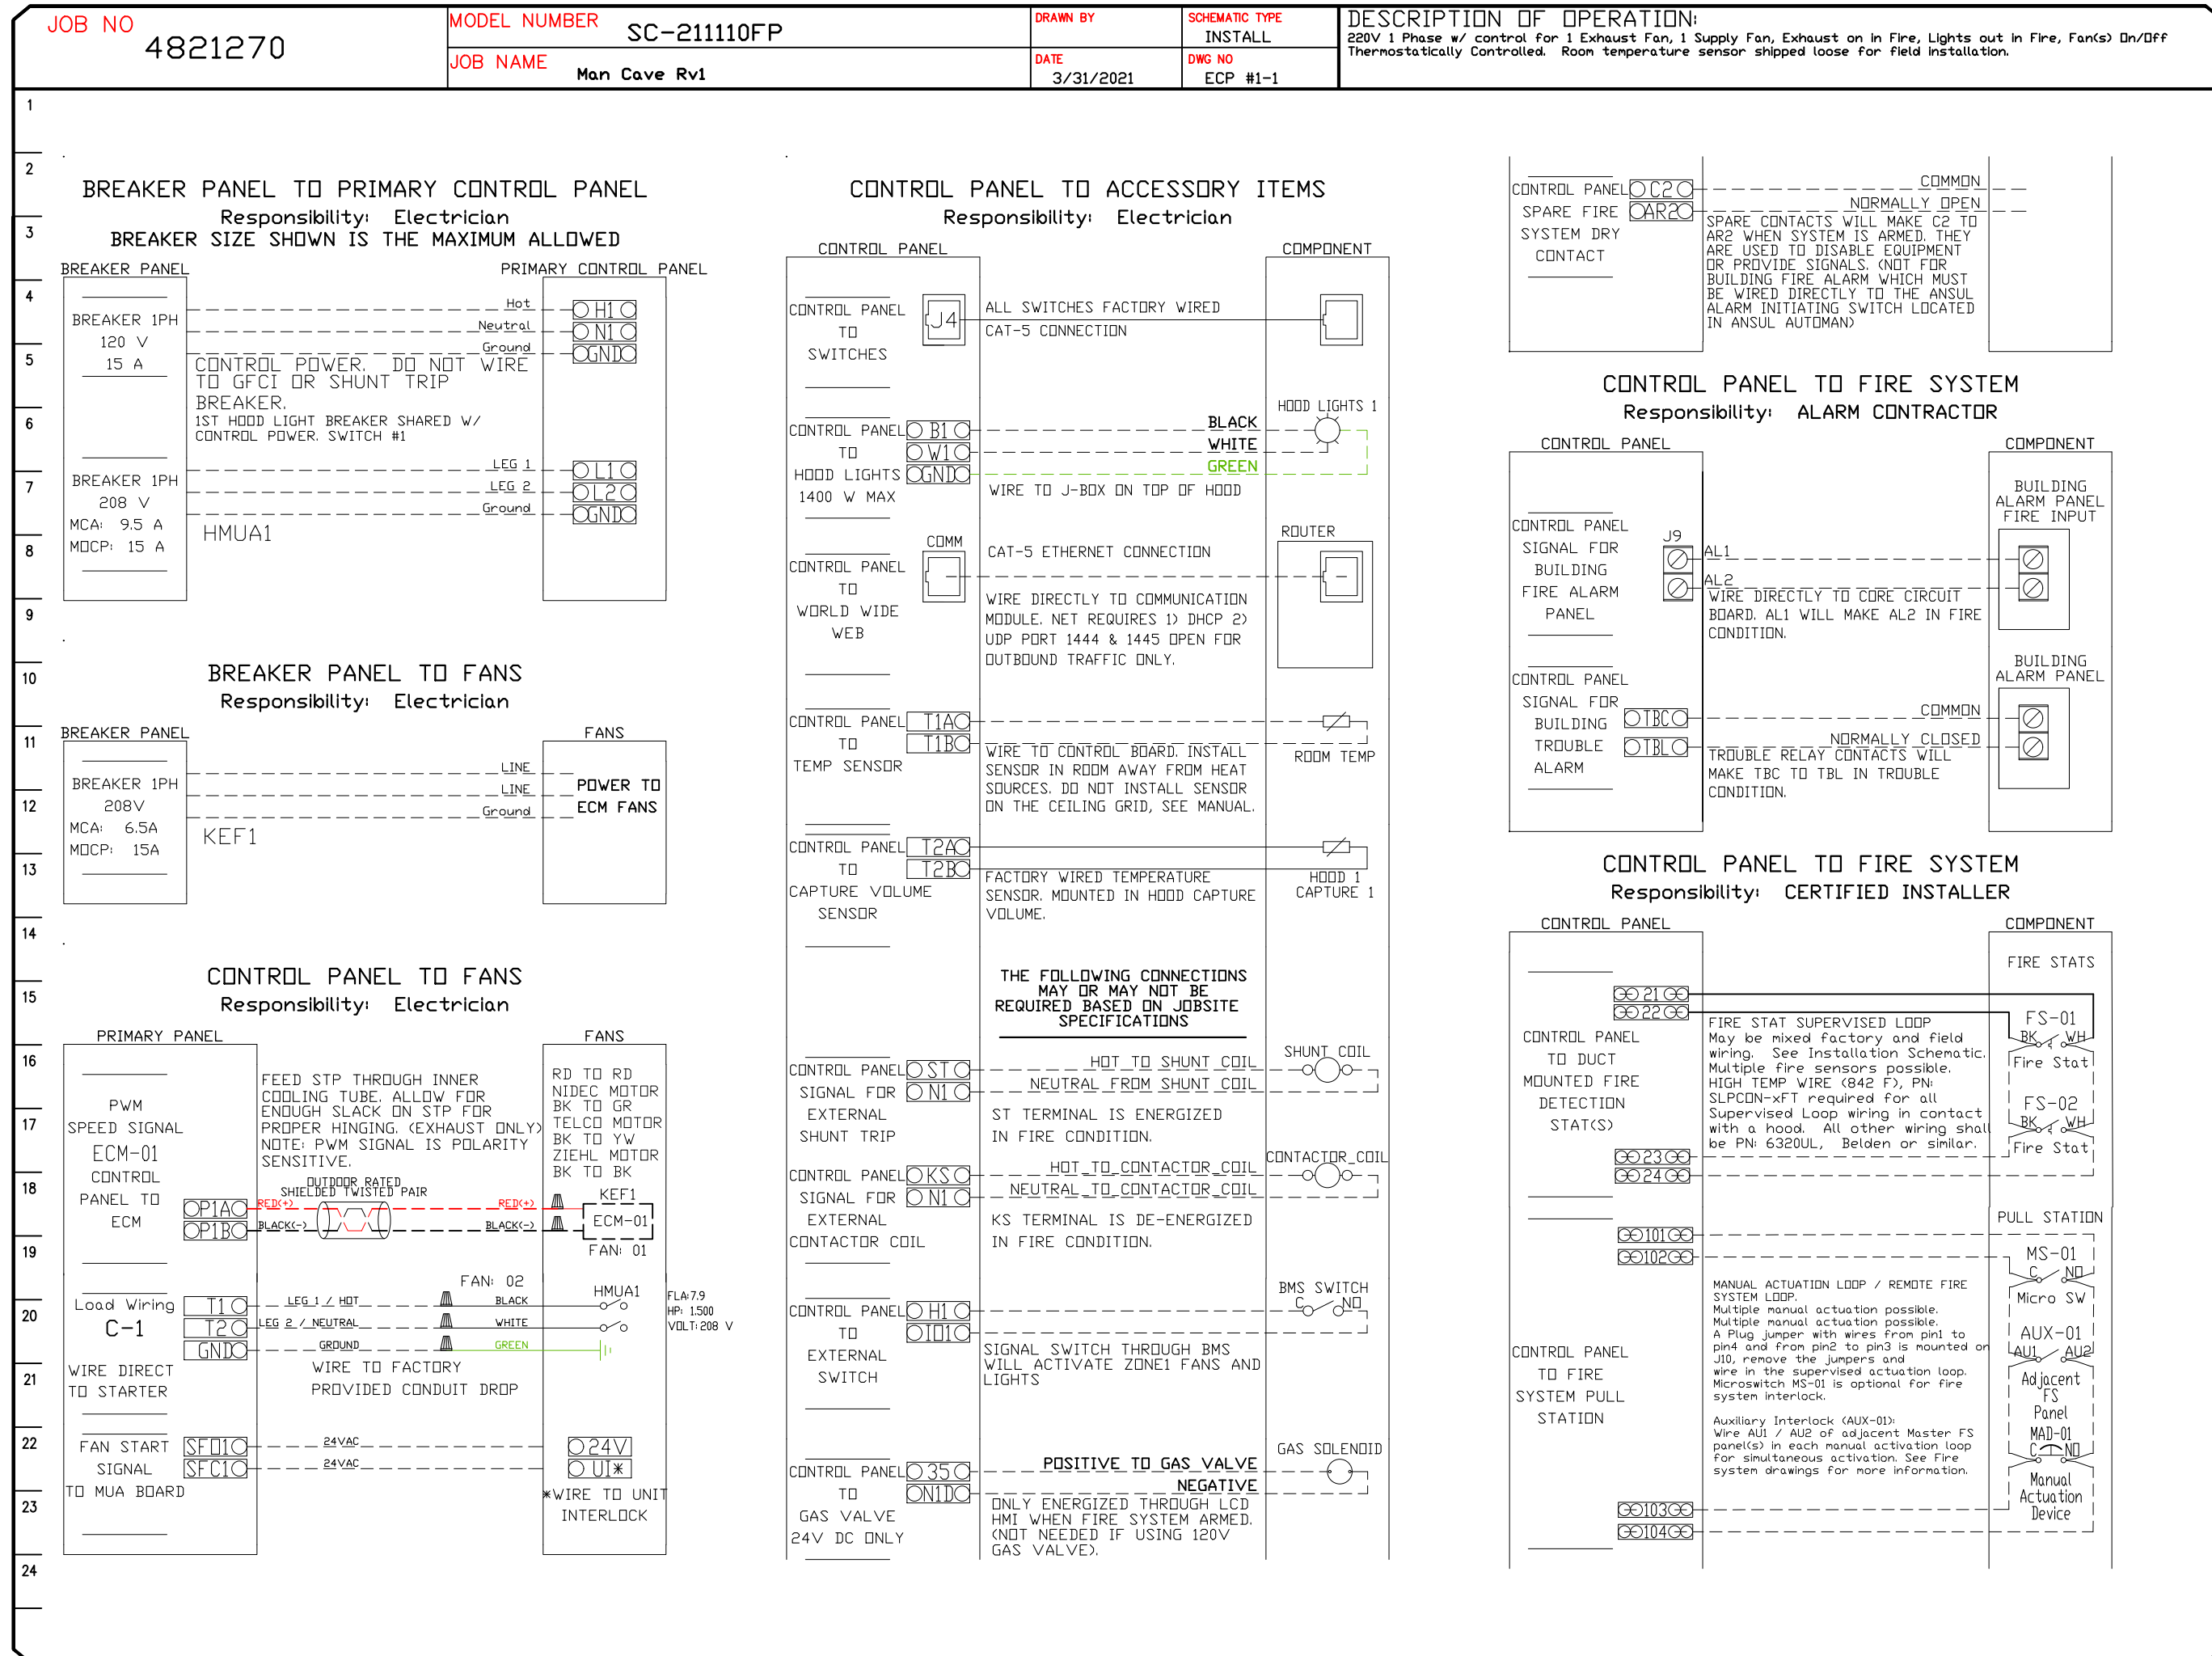 JOB NO
4821270
MODEL NUMBER
SC-211110FP
JOB NAME
Man Cave Rv1
DRAWN BY
DATE
3/31/2021
SCHEMATIC TYPE
INSTALL
DWG NO
ECP #1-1
DESCRIPTION OF OPERATION:
220V 1 Phase w/ control for 1 Exhaust Fan, 1 Supply Fan, Exhaust on in Fire, Lights out in Fire, Fan(s) On/Off
Thermostatically Controlled. Room temperature sensor shipped loose for field installation.
1
2
3
4
5
6
7
8
9
10
11
12
13
14
15
16
17
18
19
20
21
22
23
24
BREAKER PANEL TO PRIMARY CONTROL PANEL
Responsibility: Electrician
BREAKER SIZE SHOWN IS THE MAXIMUM ALLOWED
BREAKER PANEL
PRIMARY CONTROL PANEL
BREAKER 1PH
120 V
15 A
Hot
Neutral
Ground
H1
N1
GND
CONTROL POWER. DO NOT WIRE
TO GFCI OR SHUNT TRIP
BREAKER.
1ST HOOD LIGHT BREAKER SHARED W/
CONTROL POWER. SWITCH #1
BREAKER 1PH
208 V
MCA: 9.5 A
MOCP: 15 A
LEG 1
LEG 2
Ground
L1
L2
GND
HMUA1
BREAKER PANEL TO FANS
Responsibility: Electrician
BREAKER PANEL
FANS
BREAKER 1PH
208V
MCA: 6.5A
MOCP: 15A
LINE
LINE
Ground
POWER TO
ECM FANS
KEF1
CONTROL PANEL TO FANS
Responsibility: Electrician
PRIMARY PANEL
FANS
PWM
SPEED SIGNAL
ECM-01
CONTROL
PANEL TO
ECM
FEED STP THROUGH INNER
COOLING TUBE. ALLOW FOR
ENOUGH SLACK ON STP FOR
PROPER HINGING. (EXHAUST ONLY)
NOTE: PWM SIGNAL IS POLARITY
SENSITIVE.
RD TO RD
NIDEC MOTOR
BK TO GR
TELCO MOTOR
BK TO YW
ZIEHL MOTOR
BK TO BK
OUTDOOR RATED
SHIELDED TWISTED PAIR
P1A
P1B
RED(+)
RED(+)
BLACK(-)
BLACK(-)
KEF1
ECM-01
FAN: 01
Load Wiring
C-1
WIRE DIRECT
TO STARTER
T1
T2
GND
FAN: 02
LEG 1 / HOT
BLACK
LEG 2 / NEUTRAL
WHITE
GROUND
GREEN
HMUA1
FLA:7.9
HP: 1.500
VOLT: 208 V
WIRE TO FACTORY
PROVIDED CONDUIT DROP
FAN START
SIGNAL
TO MUA BOARD
SFO1
SFC1
24VAC
24VAC
24V
UI*
*WIRE TO UNIT
INTERLOCK
CONTROL PANEL TO ACCESSORY ITEMS
Responsibility: Electrician
CONTROL PANEL
COMPONENT
CONTROL PANEL
TO
SWITCHES
J4
ALL SWITCHES FACTORY WIRED
CAT-5 CONNECTION
CONTROL PANEL
TO
HOOD LIGHTS
1400 W MAX
B1
W1
GND
BLACK
WHITE
GREEN
HOOD LIGHTS 1
WIRE TO J-BOX ON TOP OF HOOD
CONTROL PANEL
TO
WORLD WIDE
WEB
COMM
CAT-5 ETHERNET CONNECTION
ROUTER
WIRE DIRECTLY TO COMMUNICATION
MODULE. NET REQUIRES 1) DHCP 2)
UDP PORT 1444 & 1445 OPEN FOR
OUTBOUND TRAFFIC ONLY.
CONTROL PANEL
TO
TEMP SENSOR
T1A
T1B
ROOM TEMP
WIRE TO CONTROL BOARD. INSTALL
SENSOR IN ROOM AWAY FROM HEAT
SOURCES. DO NOT INSTALL SENSOR
ON THE CEILING GRID, SEE MANUAL.
CONTROL PANEL
TO
CAPTURE VOLUME
SENSOR
T2A
T2B
HOOD 1
CAPTURE 1
FACTORY WIRED TEMPERATURE
SENSOR. MOUNTED IN HOOD CAPTURE
VOLUME.
THE FOLLOWING CONNECTIONS
MAY OR MAY NOT BE
REQUIRED BASED ON JOBSITE
SPECIFICATIONS
CONTROL PANEL
SIGNAL FOR
EXTERNAL
SHUNT TRIP
ST
N1
HOT TO SHUNT COIL
NEUTRAL FROM SHUNT COIL
SHUNT COIL
ST TERMINAL IS ENERGIZED
IN FIRE CONDITION.
CONTROL PANEL
SIGNAL FOR
EXTERNAL
CONTACTOR COIL
KS
N1
HOT TO CONTACTOR COIL
NEUTRAL TO CONTACTOR COIL
CONTACTOR COIL
KS TERMINAL IS DE-ENERGIZED
IN FIRE CONDITION.
CONTROL PANEL
TO
EXTERNAL
SWITCH
H1
IO1
BMS SWITCH
C NO
SIGNAL SWITCH THROUGH BMS
WILL ACTIVATE ZONE1 FANS AND
LIGHTS
CONTROL PANEL
TO
GAS VALVE
24V DC ONLY
35
N1D
POSITIVE TO GAS VALVE
NEGATIVE
GAS SOLENOID
ONLY ENERGIZED THROUGH LCD
HMI WHEN FIRE SYSTEM ARMED.
(NOT NEEDED IF USING 120V
GAS VALVE).
CONTROL PANEL
SPARE FIRE
SYSTEM DRY
CONTACT
C2
AR2
COMMON
NORMALLY OPEN
SPARE CONTACTS WILL MAKE C2 TO
AR2 WHEN SYSTEM IS ARMED. THEY
ARE USED TO DISABLE EQUIPMENT
OR PROVIDE SIGNALS. (NOT FOR
BUILDING FIRE ALARM WHICH MUST
BE WIRED DIRECTLY TO THE ANSUL
ALARM INITIATING SWITCH LOCATED
IN ANSUL AUTOMAN)
CONTROL PANEL TO FIRE SYSTEM
Responsibility: ALARM CONTRACTOR
CONTROL PANEL
COMPONENT
CONTROL PANEL
SIGNAL FOR
BUILDING
FIRE ALARM
PANEL
J9
AL1
AL2
BUILDING
ALARM PANEL
FIRE INPUT
WIRE DIRECTLY TO CORE CIRCUIT
BOARD. AL1 WILL MAKE AL2 IN FIRE
CONDITION.
CONTROL PANEL
SIGNAL FOR
BUILDING
TROUBLE
ALARM
TBC
TBL
COMMON
NORMALLY CLOSED
BUILDING
ALARM PANEL
TROUBLE RELAY CONTACTS WILL
MAKE TBC TO TBL IN TROUBLE
CONDITION.
CONTROL PANEL TO FIRE SYSTEM
Responsibility: CERTIFIED INSTALLER
CONTROL PANEL
COMPONENT
CONTROL PANEL
TO DUCT
MOUNTED FIRE
DETECTION
STAT(S)
21
22
23
24
FIRE STAT SUPERVISED LOOP
May be mixed factory and field
wiring. See Installation Schematic.
Multiple fire sensors possible.
HIGH TEMP WIRE (842 F), PN:
SLPCON-xFT required for all
Supervised Loop wiring in contact
with a hood. All other wiring shall
be PN: 6320UL, Belden or similar.
FIRE STATS
FS-01
BK WH
Fire Stat
FS-02
BK WH
Fire Stat
CONTROL PANEL
TO FIRE
SYSTEM PULL
STATION
101
102
103
104
MANUAL ACTUATION LOOP / REMOTE FIRE
SYSTEM LOOP.
Multiple manual actuation possible.
Multiple manual actuation possible.
A Plug jumper with wires from pin1 to
pin4 and from pin2 to pin3 is mounted on
J10, remove the jumpers and
wire in the supervised actuation loop.
Microswitch MS-01 is optional for fire
system interlock.
Auxiliary Interlock (AUX-01):
Wire AU1 / AU2 of adjacent Master FS
panel(s) in each manual activation loop
for simultaneous activation. See Fire
system drawings for more information.
PULL STATION
MS-01
C NO
Micro SW
AUX-01
AU1 AU2
Adjacent
FS
Panel
MAD-01
C NO
Manual
Actuation
Device